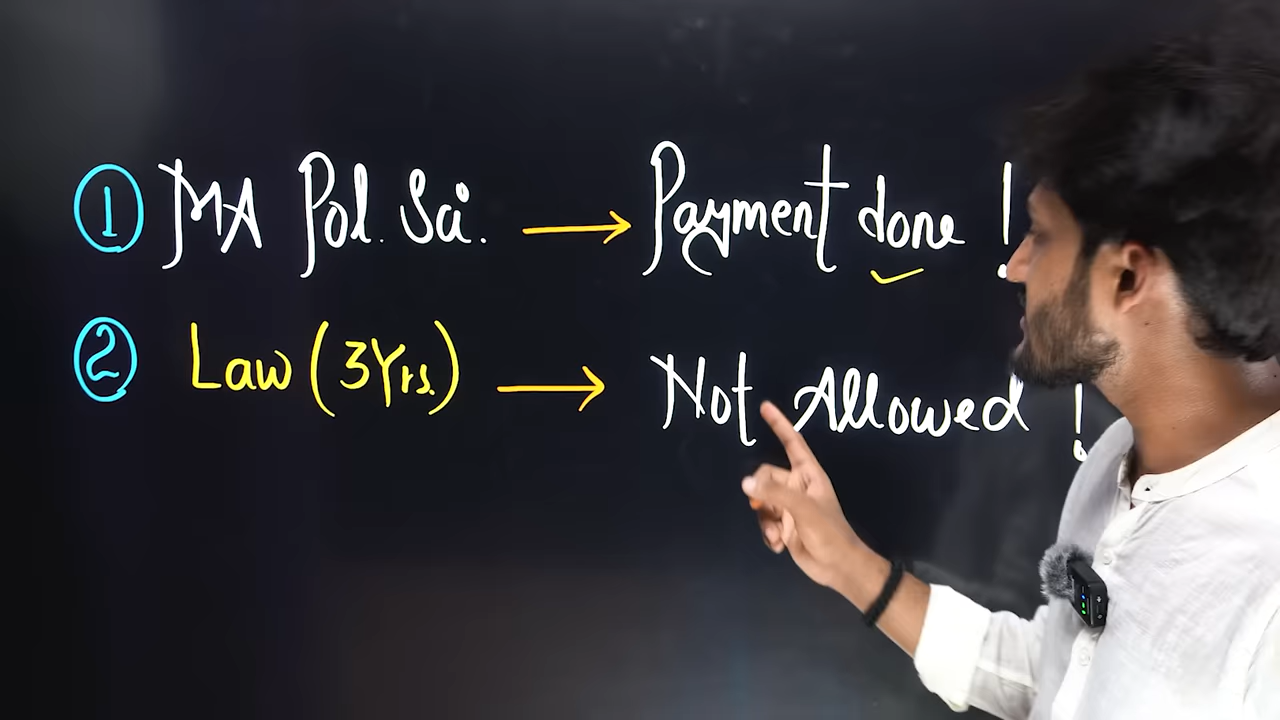 1 MA Pol. Sci. → Payment done !
2 Law (3Yrs.) → Not Allowed !